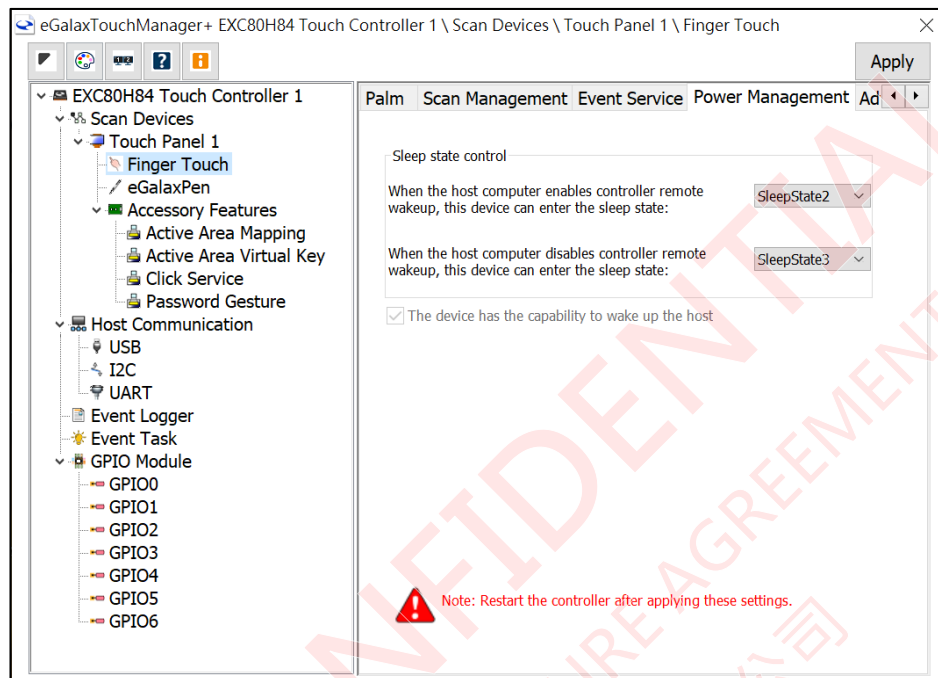 eGalaxTouchManager+ EXC80H84 Touch Controller 1 \ Scan Devices \ Touch Panel 1 \ Finger Touch
Apply
EXC80H84 Touch Controller 1
Scan Devices
Touch Panel 1
Finger Touch
eGalaxPen
Accessory Features
Active Area Mapping
Active Area Virtual Key
Click Service
Password Gesture
Host Communication
USB
I2C
UART
Event Logger
Event Task
GPIO Module
GPIO0
GPIO1
GPIO2
GPIO3
GPIO4
GPIO5
GPIO6
Palm Scan Management Event Service Power Management Ad
Sleep state control
When the host computer enables controller remote
wakeup, this device can enter the sleep state:
SleepState2
When the host computer disables controller remote
wakeup, this device can enter the sleep state:
SleepState3
The device has the capability to wake up the host
Note: Restart the controller after applying these settings.
NFIDENTIAL
URE AGREEMENT
公司